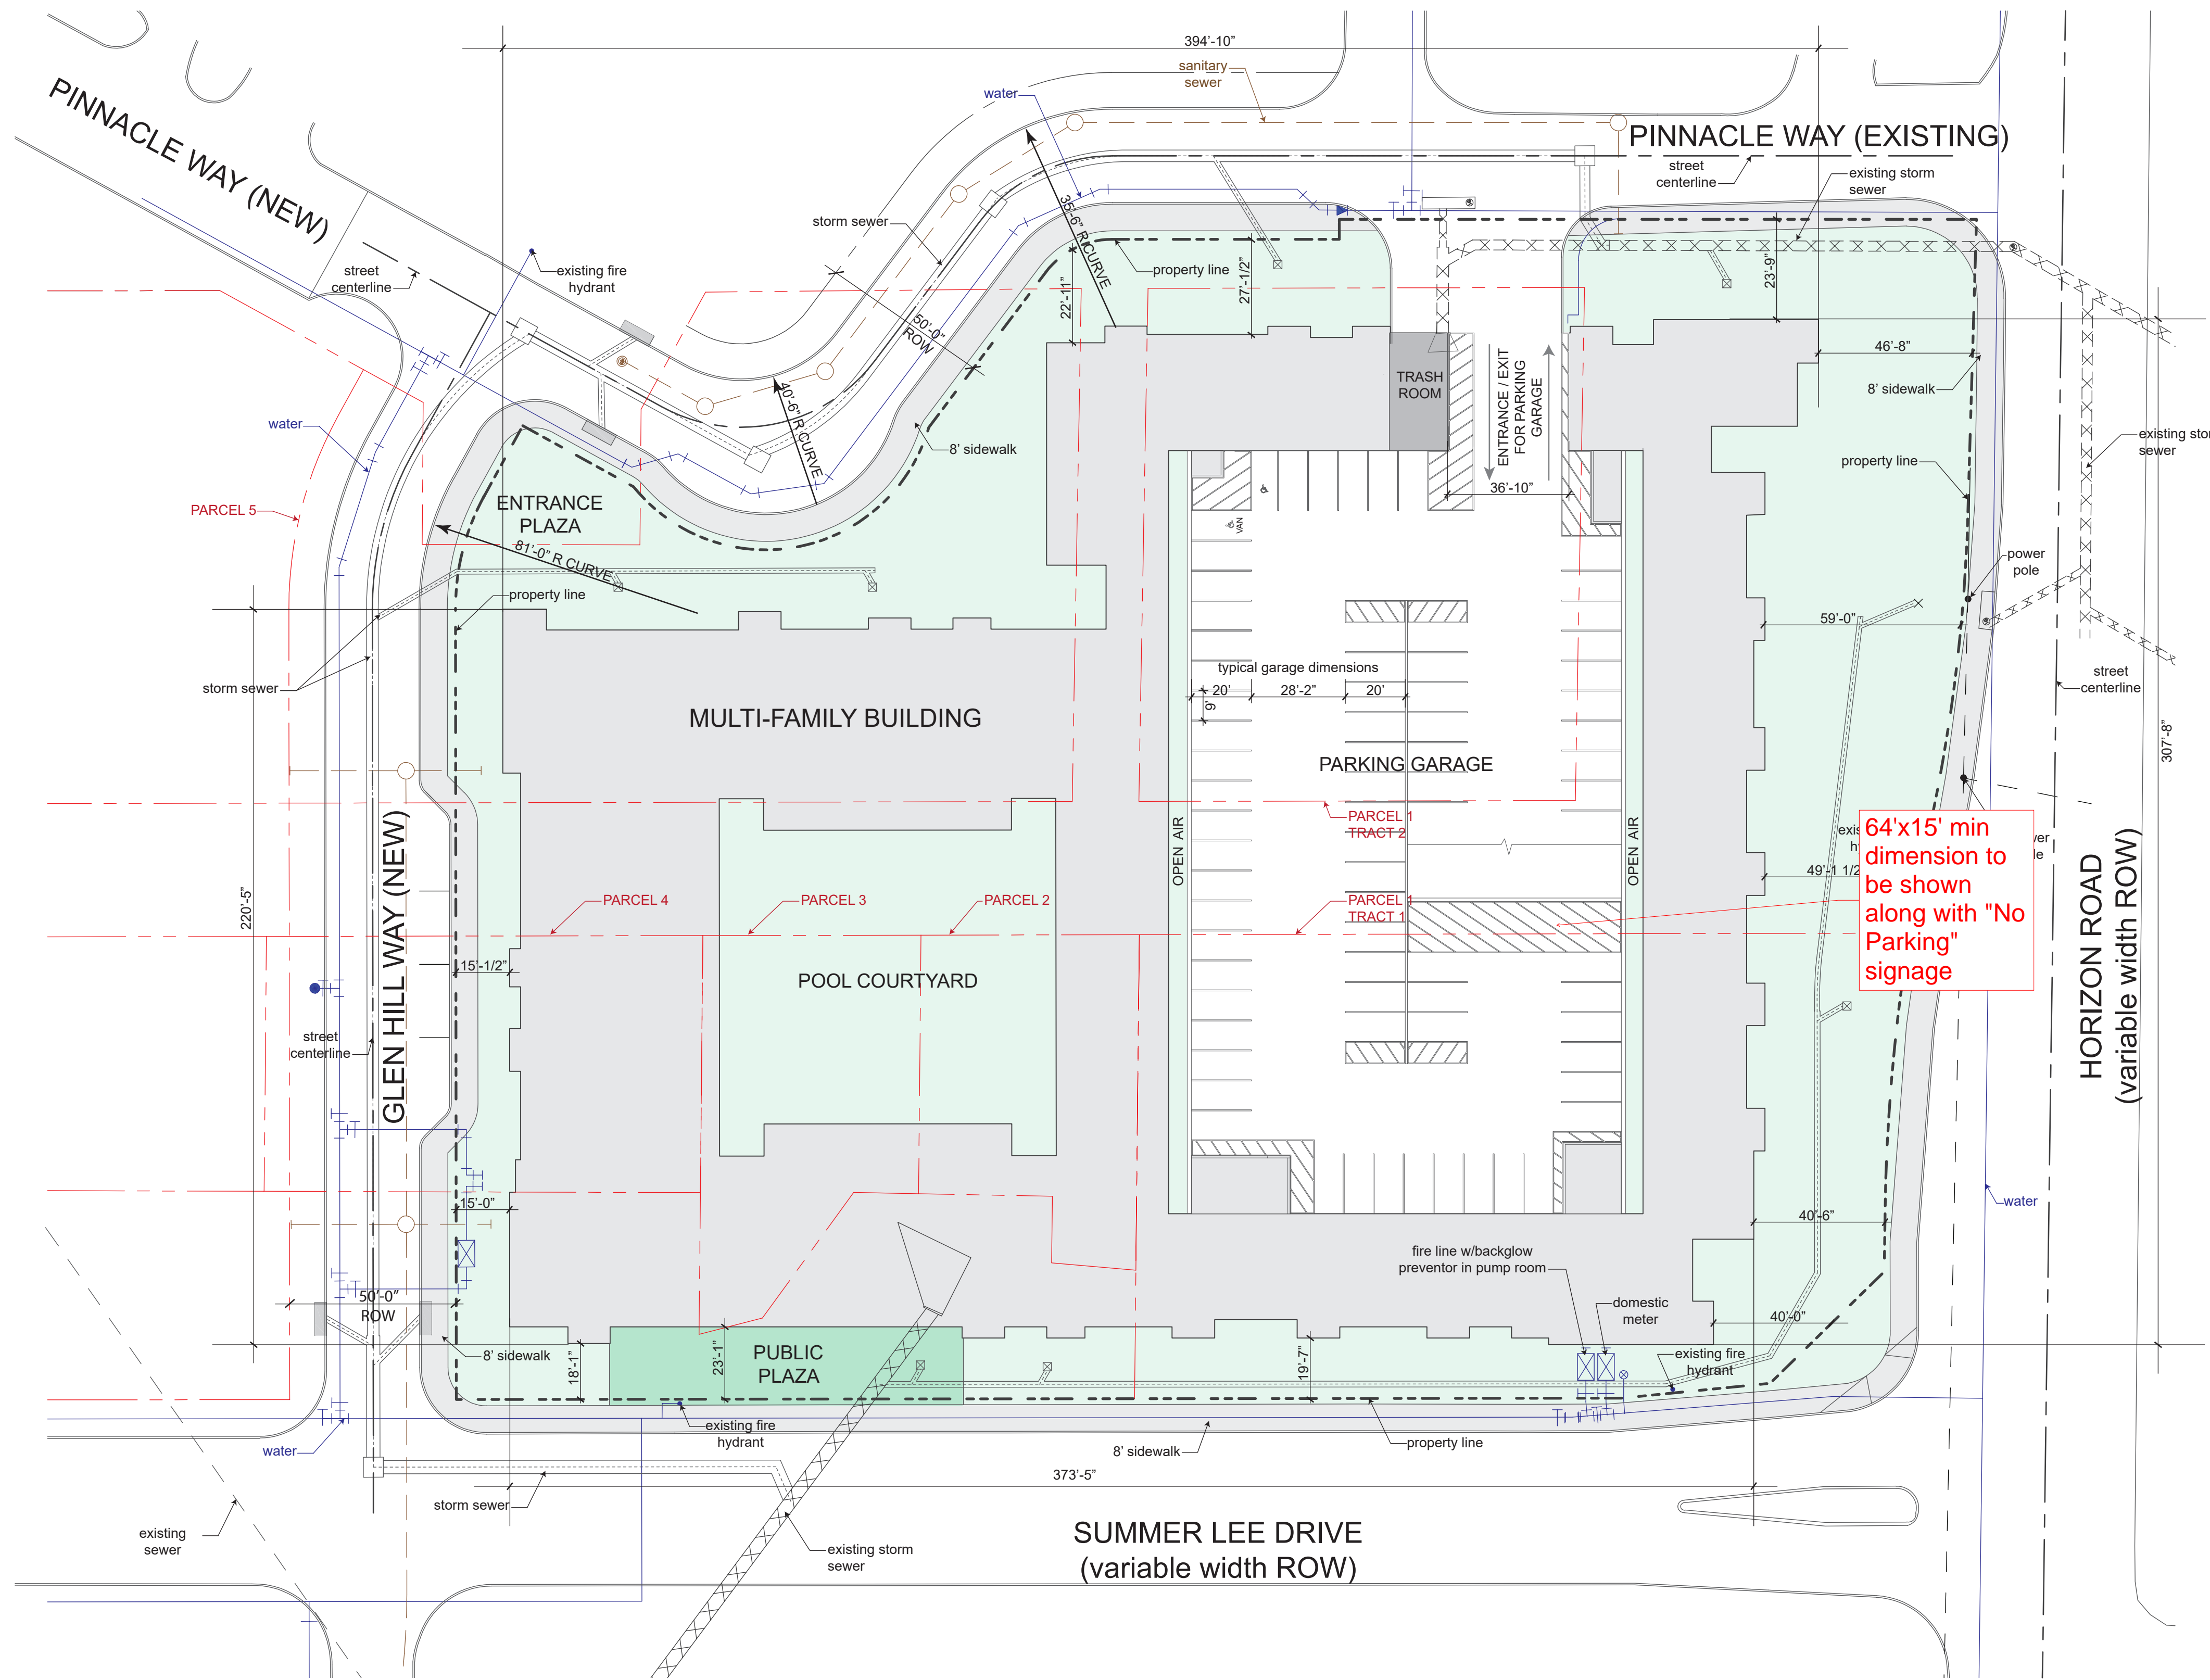 394'-10"
sanitary
sewer
water
PINNACLE WAY (NEW)
PINNACLE WAY (EXISTING)
street
centerline
existing storm
sewer
storm sewer
35'-6" R CURVE
existing fire
hydrant
street
centerline
property line
22'-11"
27'-1/2"
23'-9"
50'-0"
ROW
46'-8"
8' sidewalk
TRASH
ROOM
ENTRANCE / EXIT
FOR PARKING
GARAGE
40'-6" R CURVE
water
8' sidewalk
existing sto
sewer
property line
36'-10"
ENTRANCE
PLAZA
PARCEL 5
VAN
81'-0" R CURVE
power
pole
property line
59'-0"
typical garage dimensions
20'
28'-2"
20'
9'
storm sewer
street
centerline
MULTI-FAMILY BUILDING
307'-8"
PARKING GARAGE
PARCEL 1
TRACT 2
OPEN AIR
OPEN AIR
64'x15' min
dimension to
be shown
along with "No
Parking"
signage
49'-1 1/2
GLEN HILL WAY (NEW)
HORIZON ROAD
(variable width ROW)
220'-5"
PARCEL 4
PARCEL 3
PARCEL 2
PARCEL 1
TRACT 1
15'-1/2"
POOL COURTYARD
street
centerline
15'-0"
water
40'-6"
fire line w/backglow
preventor in pump room
50'-0"
ROW
domestic
meter
40'-0"
8' sidewalk
18'-1"
23'-1"
PUBLIC
PLAZA
19'-7"
existing fire
hydrant
existing fire
hydrant
water
8' sidewalk
property line
373'-5"
storm sewer
existing
sewer
existing storm
sewer
SUMMER LEE DRIVE
(variable width ROW)